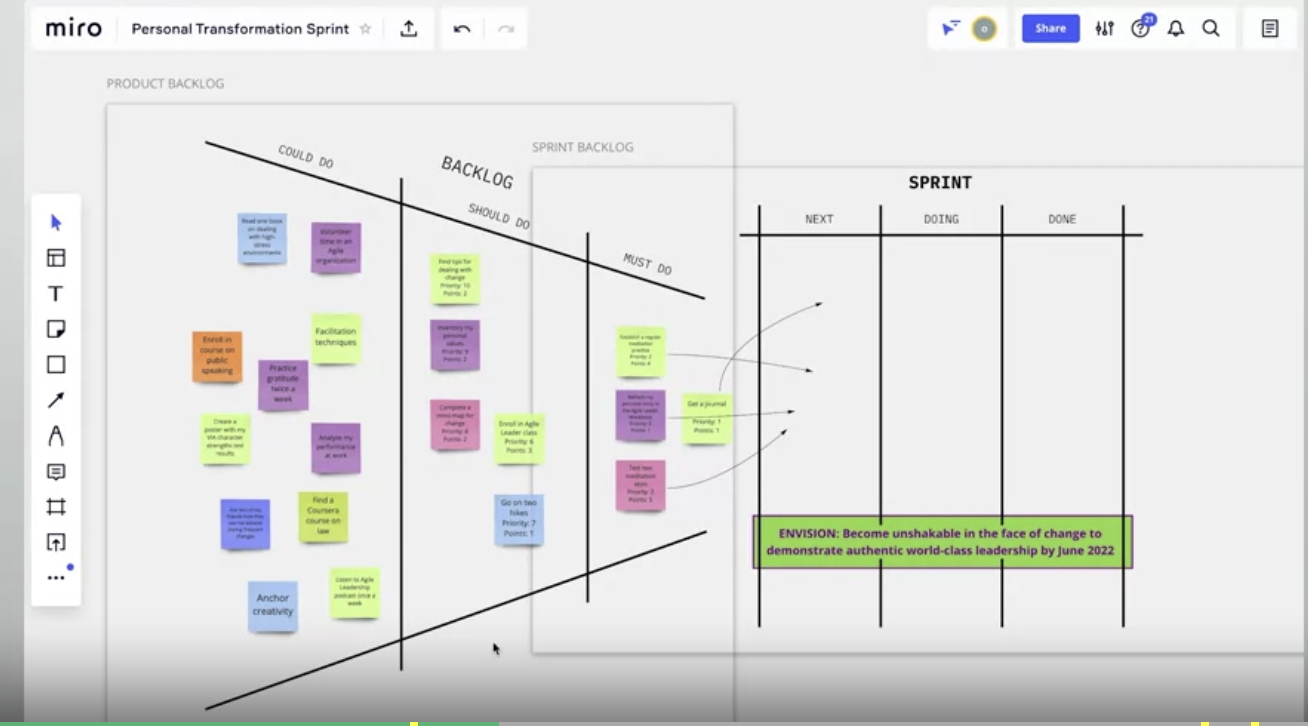 miro
Personal Transformation Sprint
21
Share
PRODUCT BACKLOG
COULD DO
BACKLOG
SHOULD DO
MUST DO
SPRINT BACKLOG
SPRINT
NEXT
DOING
DONE
Read one book
on dealing
with high-
stress
environments
Volunteer
time in an
Agile
organization
Enroll in
course on
public
speaking
Facilitation
techniques
Practice
gratitude
twice a
week
Create a
poster with my
VIA character
strengths test
results
Analyze my
performance
at work
Find a
Coursera
course on
law
Anchor
creativity
Listen to Agile
Leadership
podcast once a
week
Find tips for
dealing with
change
Priority: 10
Points: 2
Inventory my
personal
values
Priority: 9
Points: 2
Complete a
mind map for
change
Priority: 8
Points: 2
Enroll in Agile
Leader class
Priority: 6
Points: 3
Go on two
hikes
Priority: 7
Points: 1
Establish a regular
meditation
practice
Priority: 2
Points: 4
Get a journal
Priority: 1
Points: 1
Test two
meditation
apps
Priority: 3
Points: 5
ENVISION: Become unshakable in the face of change to
demonstrate authentic world-class leadership by June 2022